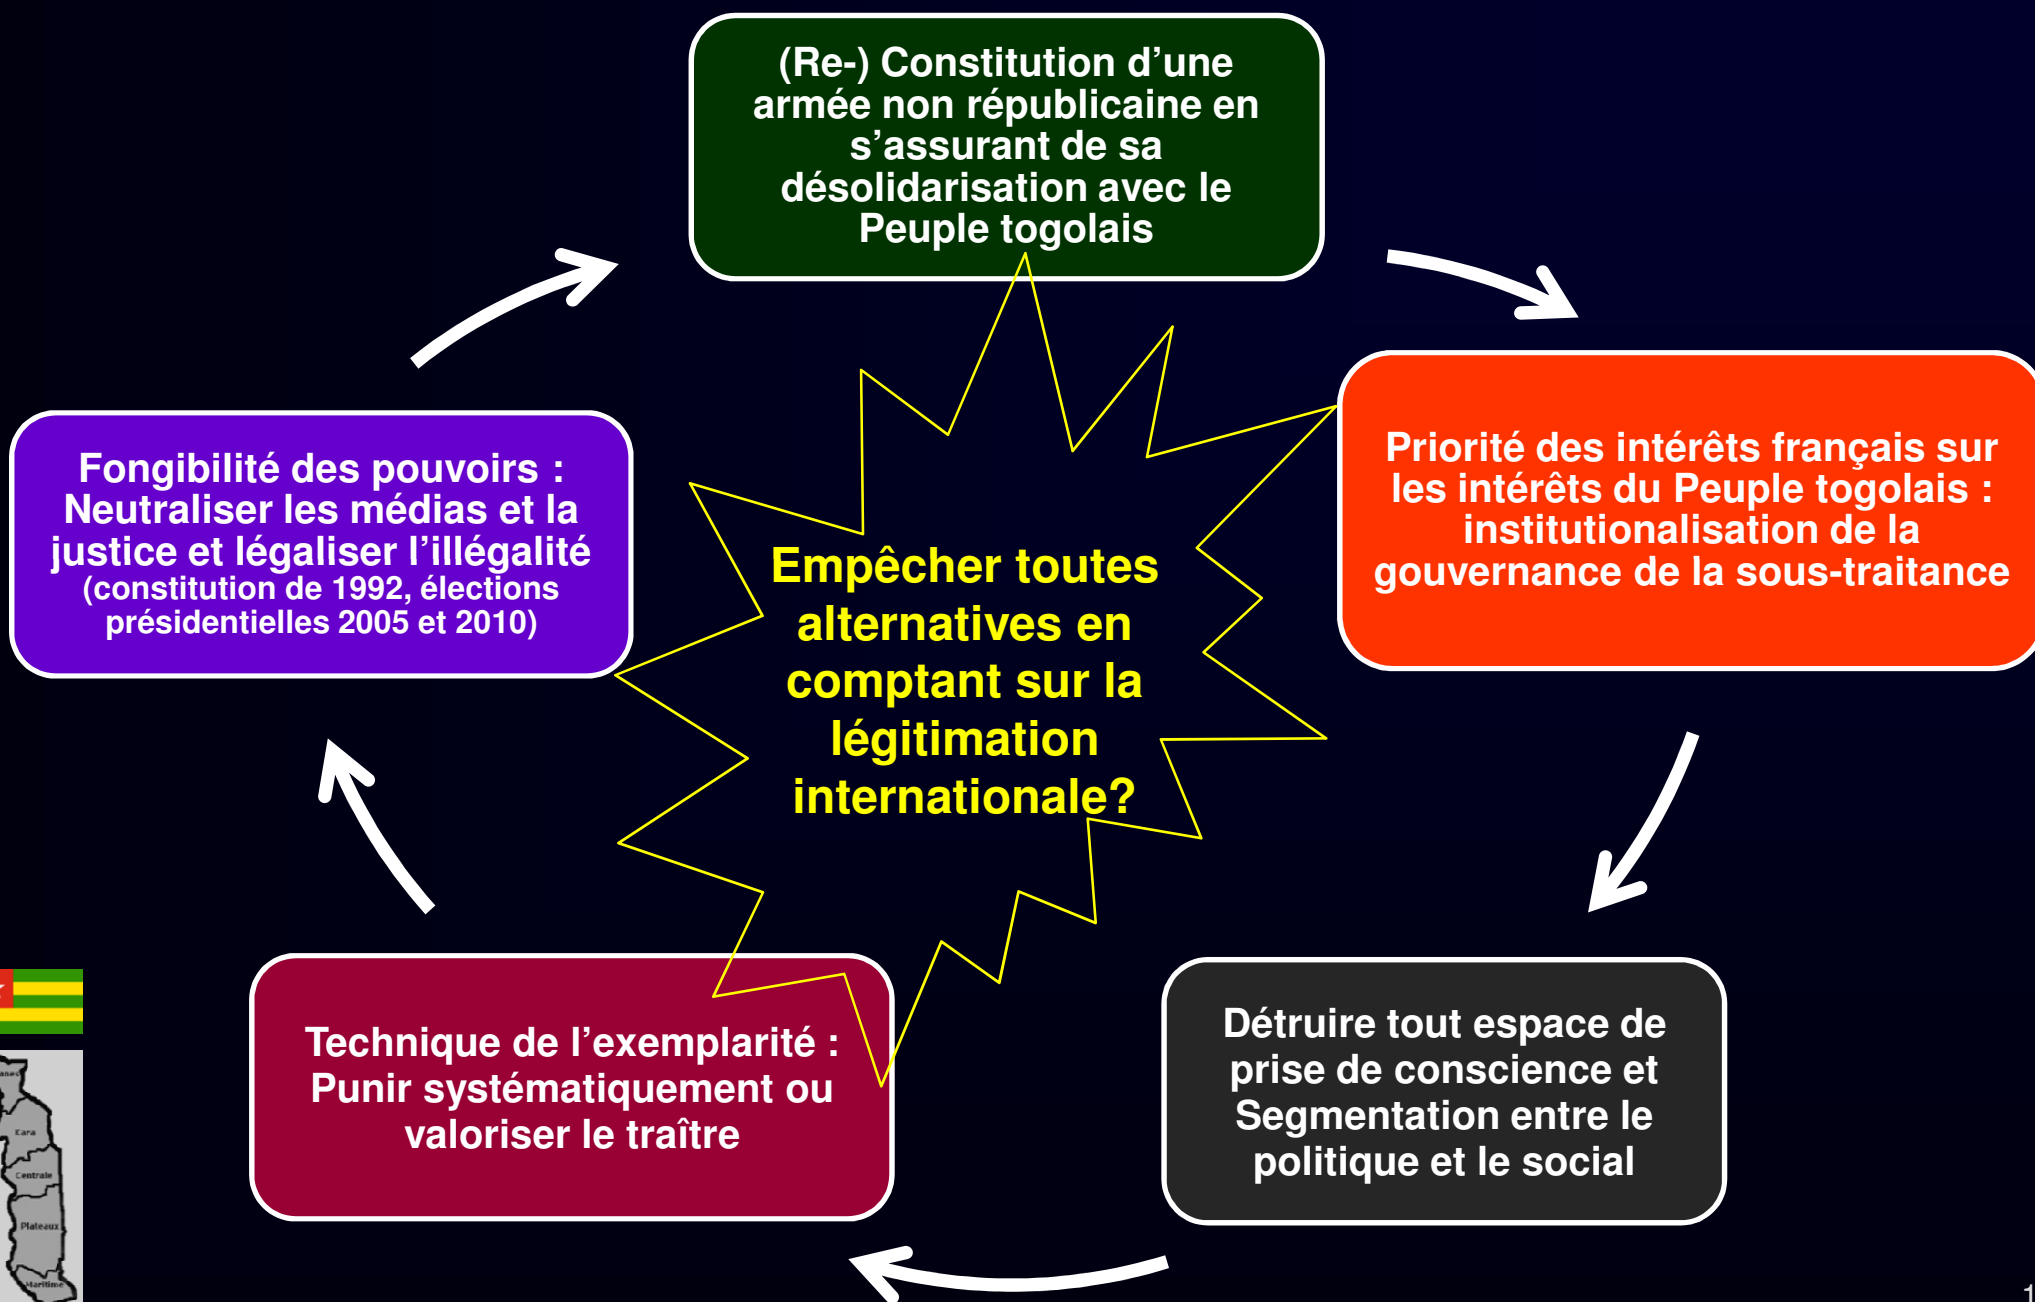 (Re-) Constitution d’une
armée non républicaine en
s’assurant de sa
désolidarisation avec le
Peuple togolais
Priorité des intérêts français sur
les intérêts du Peuple togolais :
institutionalisation de la
gouvernance de la sous-traitance
Détruire tout espace de
prise de conscience et
Segmentation entre le
politique et le social
Technique de l’exemplarité :
Punir systématiquement ou
valoriser le traître
Fongibilité des pouvoirs :
Neutraliser les médias et la
justice et légaliser l’illégalité
(constitution de 1992, élections
présidentielles 2005 et 2010)
Empêcher toutes
alternatives en
comptant sur la
légitimation
internationale?
Kara
Centrale
Plateaux
Maritime
1